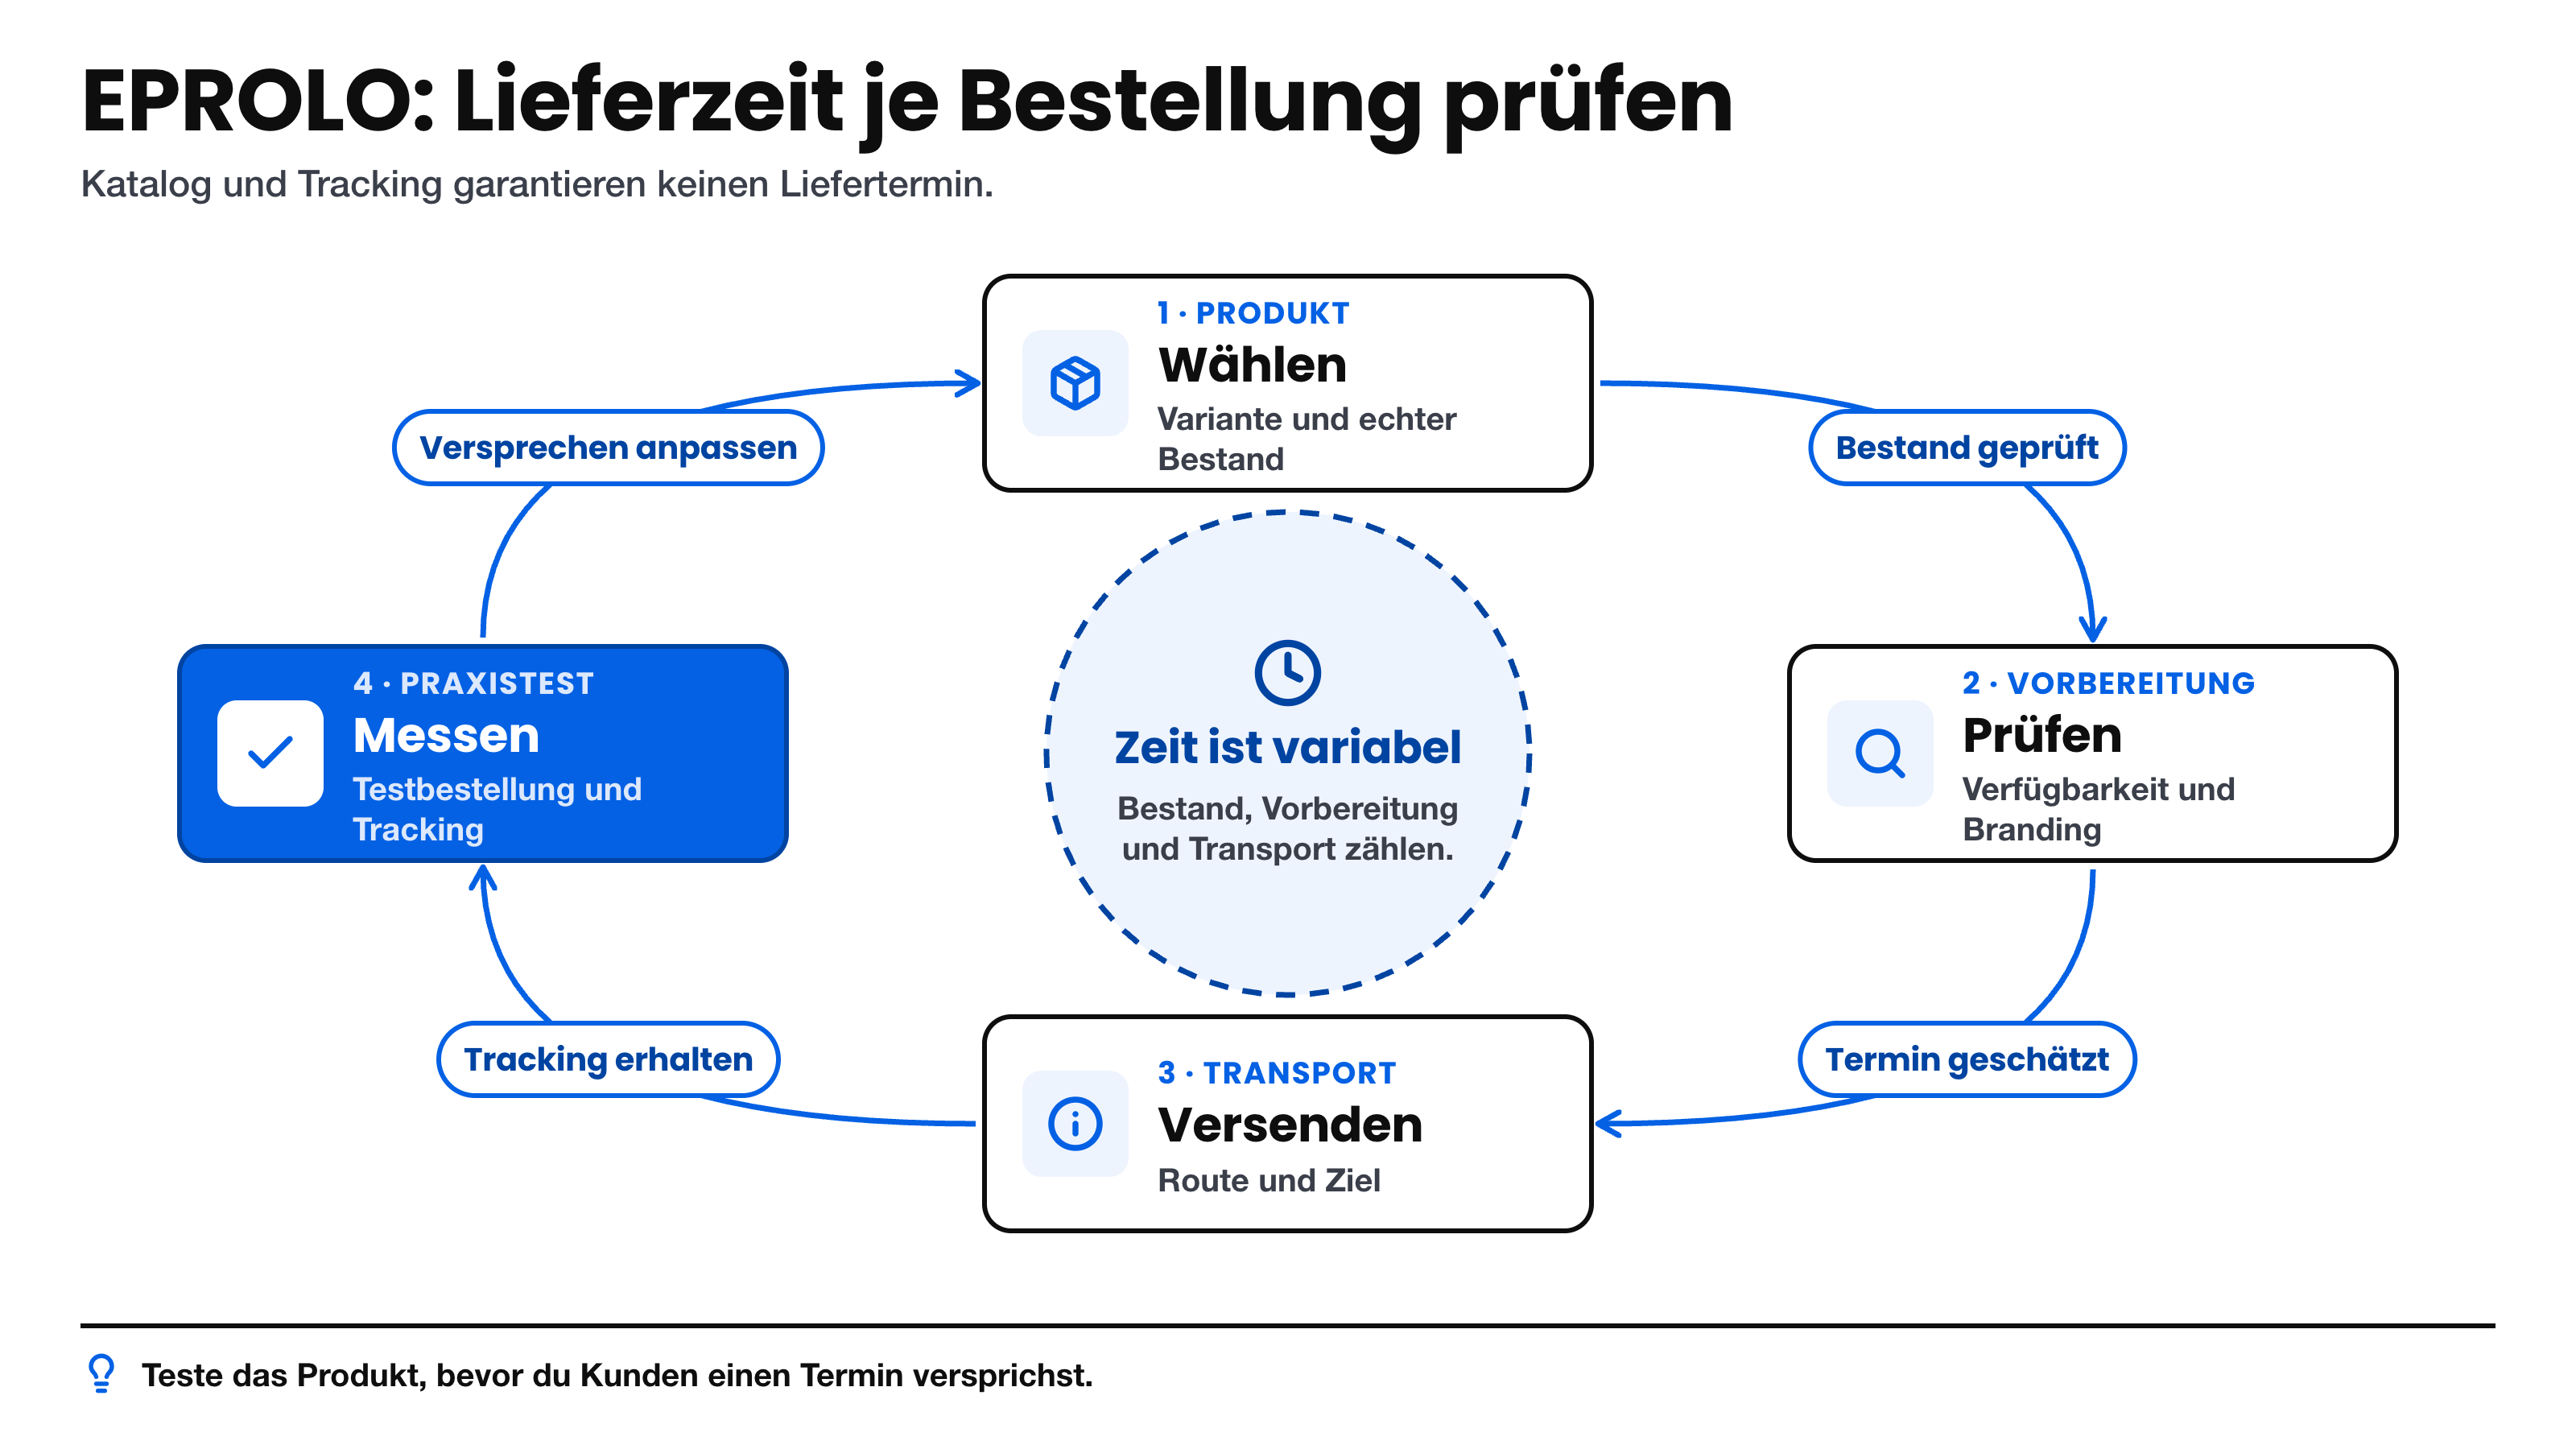 EPROLO: Lieferzeit je Bestellung prüfen
Katalog und Tracking garantieren keinen Liefertermin.
1 · PRODUKT
Wählen
Variante und echter
Bestand
Versprechen anpassen
Bestand geprüft
4 · PRAXISTEST
Messen
Testbestellung und
Tracking
Zeit ist variabel
Bestand, Vorbereitung
und Transport zählen.
2 · VORBEREITUNG
Prüfen
Verfügbarkeit und
Branding
Tracking erhalten
Termin geschätzt
3 · TRANSPORT
Versenden
Route und Ziel
Teste das Produkt, bevor du Kunden einen Termin versprichst.